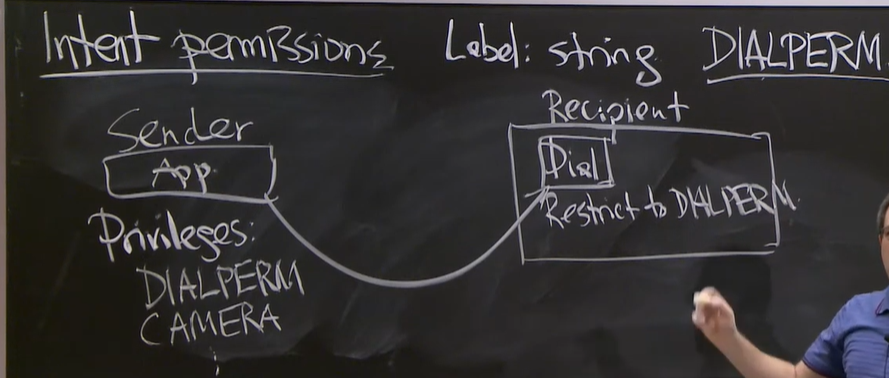 Intent permissions Label: string DIALPERM
Sender
App
Privileges:
DIALPERM
CAMERA
Recipient
Dial
Restrict to DIALPERM.